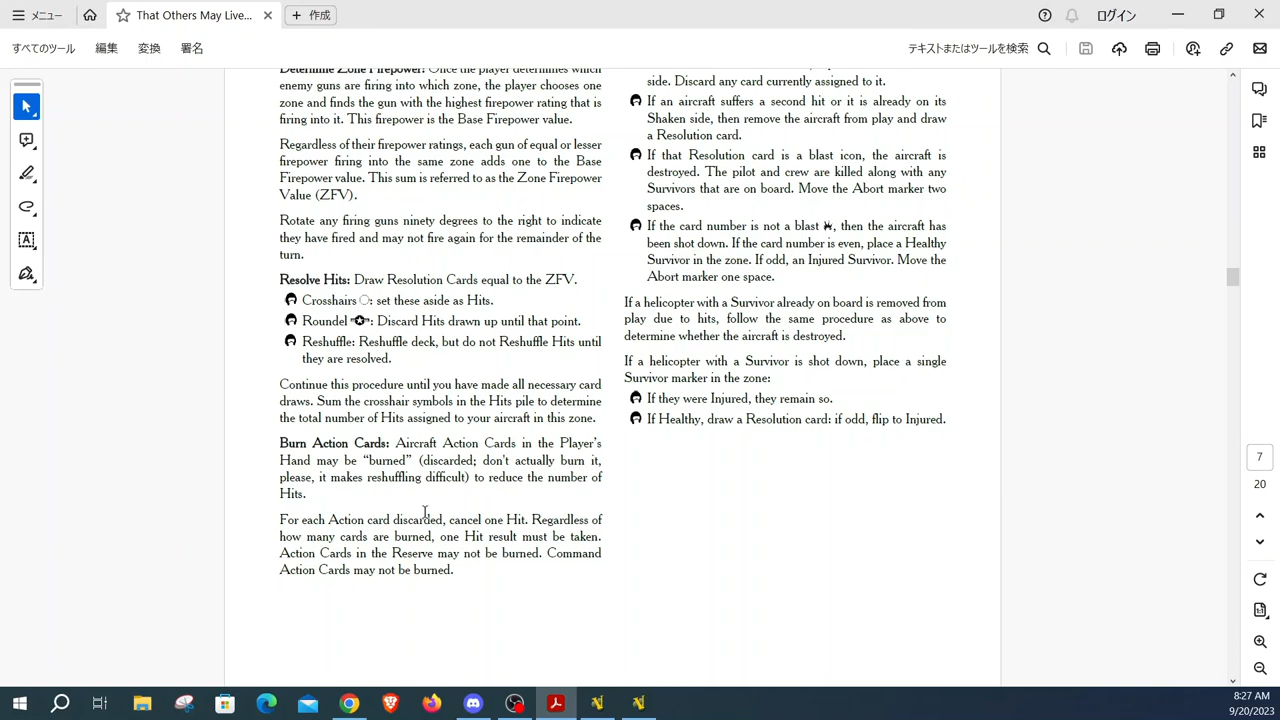 メニュー
That Others May Live...
作成
ログイン
すべてのツール
編集
変換
署名
テキストまたはツールを検索
Determine Zone Firepower: Once the player determines which
enemy guns are firing into which zone, the player chooses one
zone and finds the gun with the highest firepower rating that is
firing into it. This firepower is the Base Firepower value.
Regardless of their firepower ratings, each gun of equal or lesser
firepower firing into the same zone adds one to the Base
Firepower value. This sum is referred to as the Zone Firepower
Value (ZFV).
Rotate any firing guns ninety degrees to the right to indicate
they have fired and may not fire again for the remainder of the
turn.
Resolve Hits: Draw Resolution Cards equal to the ZFV.
Crosshairs : set these aside as Hits.
Roundel : Discard Hits drawn up until that point.
Reshuffle: Reshuffle deck, but do not Reshuffle Hits until
they are resolved.
Continue this procedure until you have made all necessary card
draws. Sum the crosshair symbols in the Hits pile to determine
the total number of Hits assigned to your aircraft in this zone.
Burn Action Cards: Aircraft Action Cards in the Player's
Hand may be "burned" (discarded; don't actually burn it,
please, it makes reshuffling difficult) to reduce the number of
Hits.
For each Action card discarded, cancel one Hit. Regardless of
how many cards are burned, one Hit result must be taken.
Action Cards in the Reserve may not be burned. Command
Action Cards may not be burned.
side. Discard any card currently assigned to it.
If an aircraft suffers a second hit or it is already on its
Shaken side, then remove the aircraft from play and draw
a Resolution card.
If that Resolution card is a blast icon, the aircraft is
destroyed. The pilot and crew are killed along with any
Survivors that are on board. Move the Abort marker two
spaces.
If the card number is not a blast , then the aircraft has
been shot down. If the card number is even, place a Healthy
Survivor in the zone. If odd, an Injured Survivor. Move the
Abort marker one space.
If a helicopter with a Survivor already on board is removed from
play due to hits, follow the same procedure as above to
determine whether the aircraft is destroyed.
If a helicopter with a Survivor is shot down, place a single
Survivor marker in the zone:
If they were Injured, they remain so.
If Healthy, draw a Resolution card: if odd, flip to Injured.
7
20
8:27 AM
9/20/2023